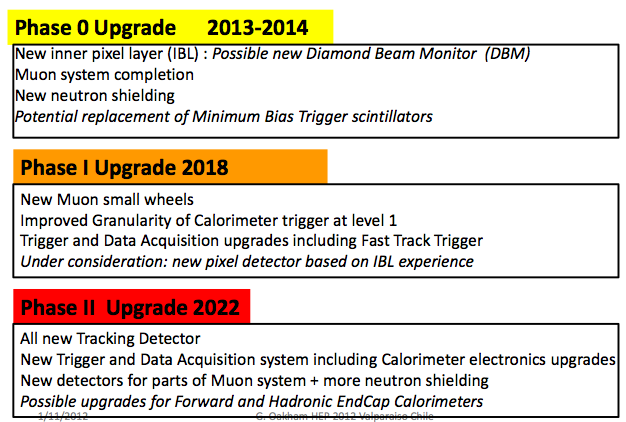 Phase 0 Upgrade 2013-2014
New inner pixel layer (IBL) : Possible new Diamond Beam Monitor (DBM)
Muon system completion
New neutron shielding
Potential replacement of Minimum Bias Trigger scintillators
Phase I Upgrade 2018
New Muon small wheels
Improved Granularity of Calorimeter trigger at level 1
Trigger and Data Acquisition upgrades including Fast Track Trigger
Under consideration: new pixel detector based on IBL experience
Phase II Upgrade 2022
All new Tracking Detector
New Trigger and Data Acquisition system including Calorimeter electronics upgrades
New detectors for parts of Muon system + more neutron shielding
Possible upgrades for Forward and Hadronic EndCap Calorimeters
1/11/2012 G. Oakham HEP 2012 Valparaiso Chile